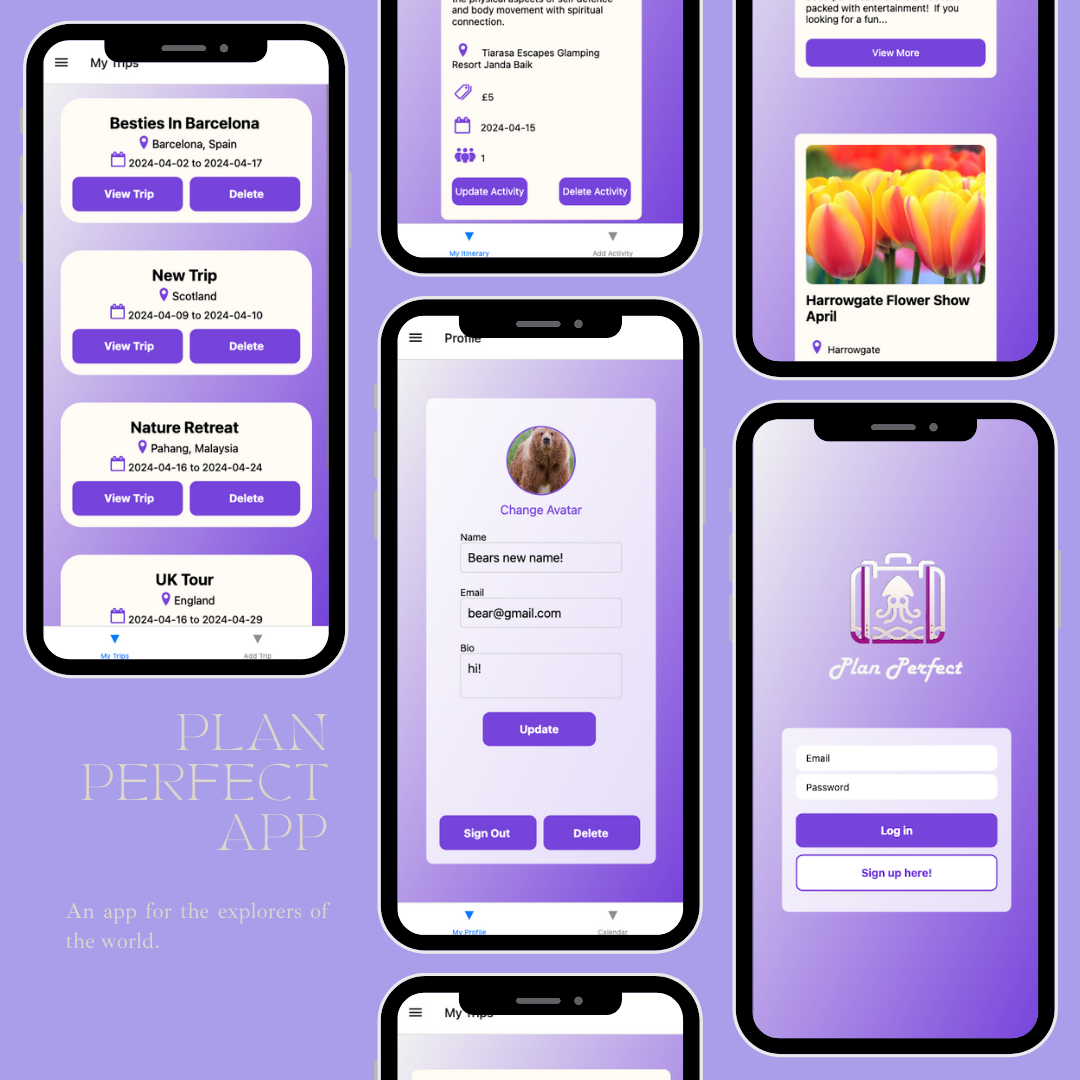 My Trips
Besties In Barcelona
Barcelona, Spain
2024-04-02 to 2024-04-17
View Trip
Delete
New Trip
Scotland
2024-04-09 to 2024-04-10
View Trip
Delete
Nature Retreat
Pahang, Malaysia
2024-04-16 to 2024-04-24
View Trip
Delete
UK Tour
England
2024-04-16 to 2024-04-29
My Trips
Add Trip
PLAN
PERFECT
APP
An app for the explorers of
the world.
the physical aspects of self defence
and body movement with spiritual
connection.
Tiarasa Escapes Glamping
Resort Janda Baik
£5
2024-04-15
1
Update Activity
Delete Activity
My Itinerary
Add Activity
Profile
Change Avatar
Name
Bears new name!
Email
bear@gmail.com
Bio
hi!
Update
Sign Out
Delete
My Profile
Calendar
My Trips
packed with entertainment! If you
looking for a fun...
View More
Harrowgate Flower Show
April
Harrowgate
Plan Perfect
Email
Password
Log in
Sign up here!